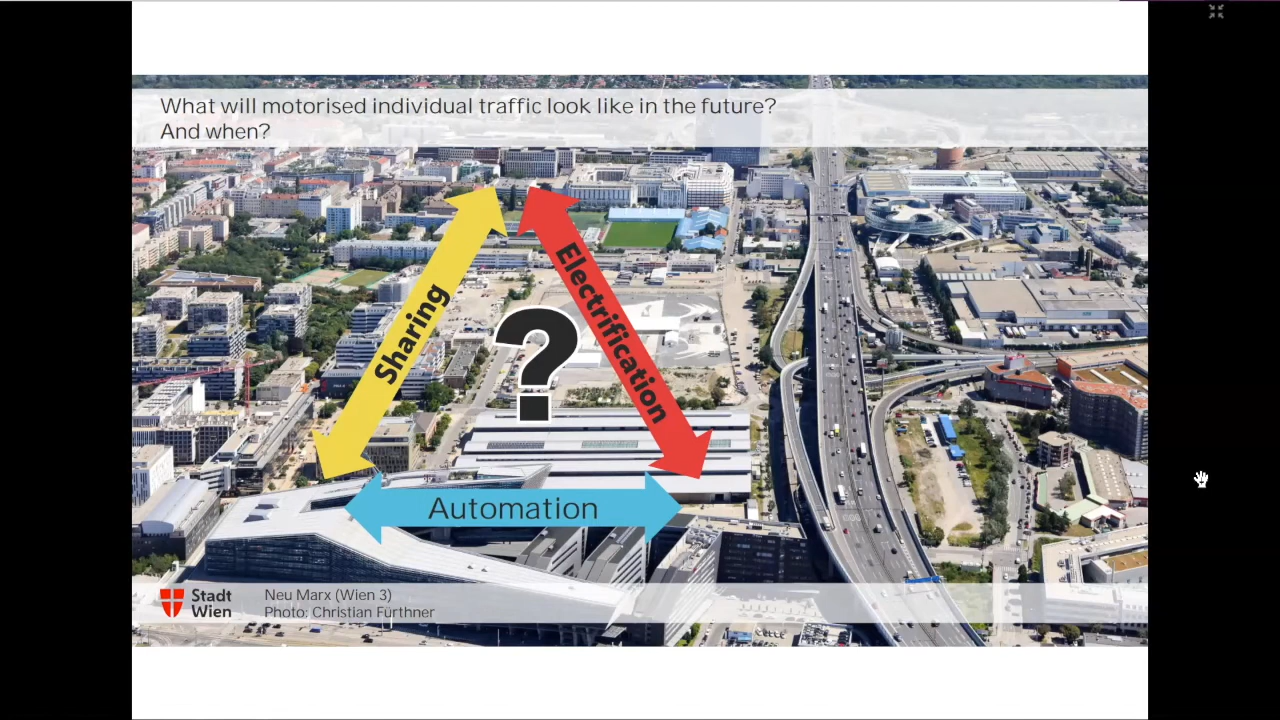 What will motorised individual traffic look like in the future?
And when?
Sharing
Electrification
?
Automation
Stadt
Wien
Neu Marx (Wien 3)
Photo: Christian Fürthner